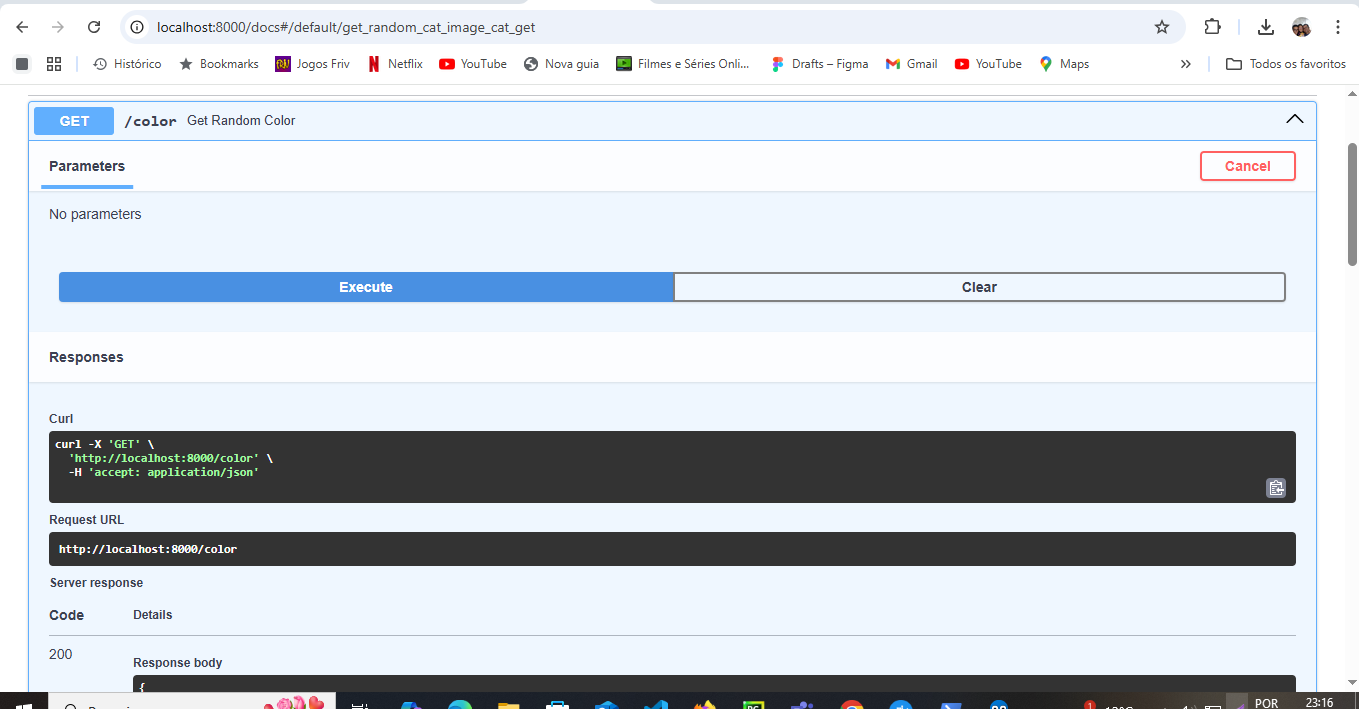 localhost:8000/docs#/default/get_random_cat_image_cat_get
Histórico Bookmarks Jogos Friv Netflix YouTube Nova guia Filmes e Séries Onli... Drafts – Figma Gmail YouTube Maps » Todos os favoritos
GET /color Get Random Color
Parameters Cancel
No parameters
Execute Clear
Responses
Curl
curl -X 'GET' \
'http://localhost:8000/color' \
-H 'accept: application/json'
Request URL
http://localhost:8000/color
Server response
Code Details
200
Response body
{
POR 23:16